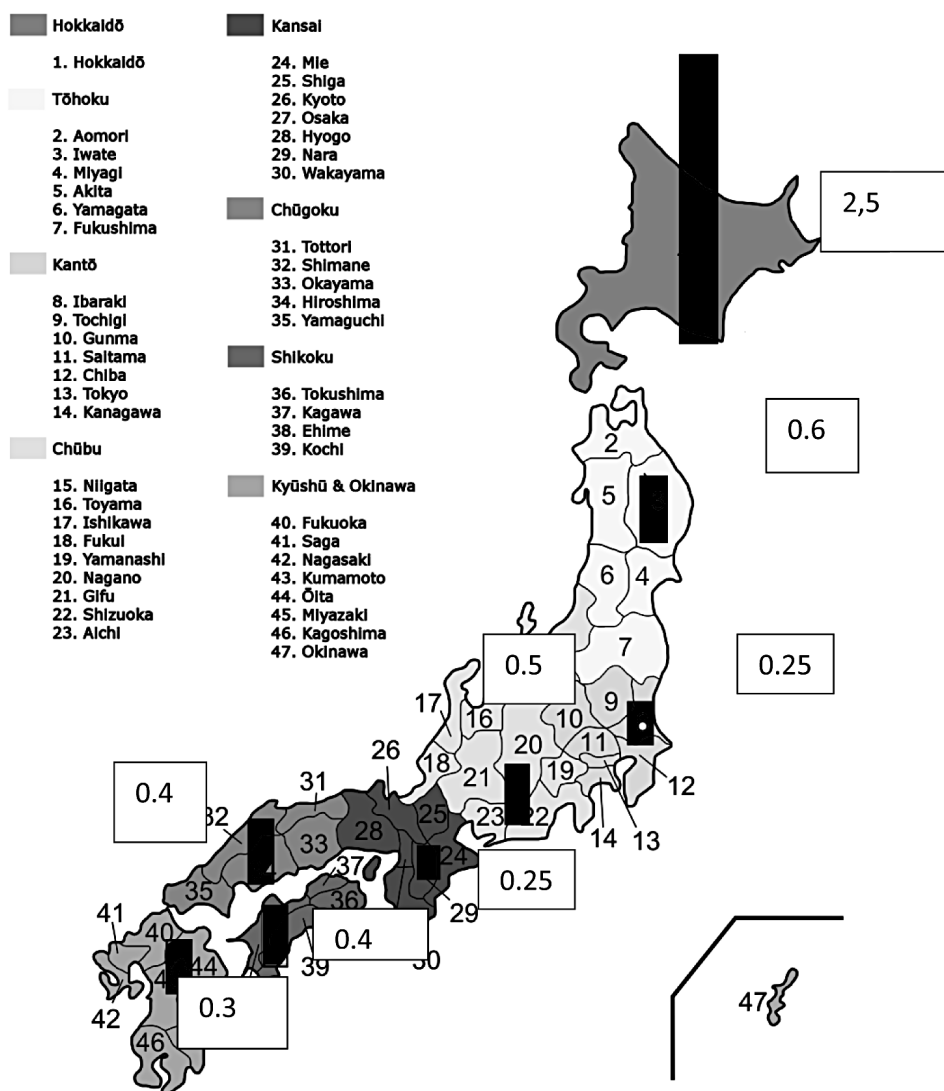 Hokkaidō
1. Hokkaidō
Tōhoku
2. Aomori
3. Iwate
4. Miyagi
5. Akita
6. Yamagata
7. Fukushima
Kantō
8. Ibaraki
9. Tochigi
10. Gunma
11. Saitama
12. Chiba
13. Tokyo
14. Kanagawa
Chūbu
15. Niigata
16. Toyama
17. Ishikawa
18. Fukui
19. Yamanashi
20. Nagano
21. Gifu
22. Shizuoka
23. Aichi
Kansai
24. Mie
25. Shiga
26. Kyoto
27. Osaka
28. Hyogo
29. Nara
30. Wakayama
Chūgoku
31. Tottori
32. Shimane
33. Okayama
34. Hiroshima
35. Yamaguchi
Shikoku
36. Tokushima
37. Kagawa
38. Ehime
39. Kochi
Kyūshū & Okinawa
40. Fukuoka
41. Saga
42. Nagasaki
43. Kumamoto
44. Ōita
45. Miyazaki
46. Kagoshima
47. Okinawa
2,5
0.6
2
5
6
4
7
0.5
0.25
17
16
9
10
11
20
26
18
21
19
12
0.4
31
25
23
22
14
13
33
28
24
37
0.25
35
36
29
41
40
0.4
39
44
42
0.3
47
46